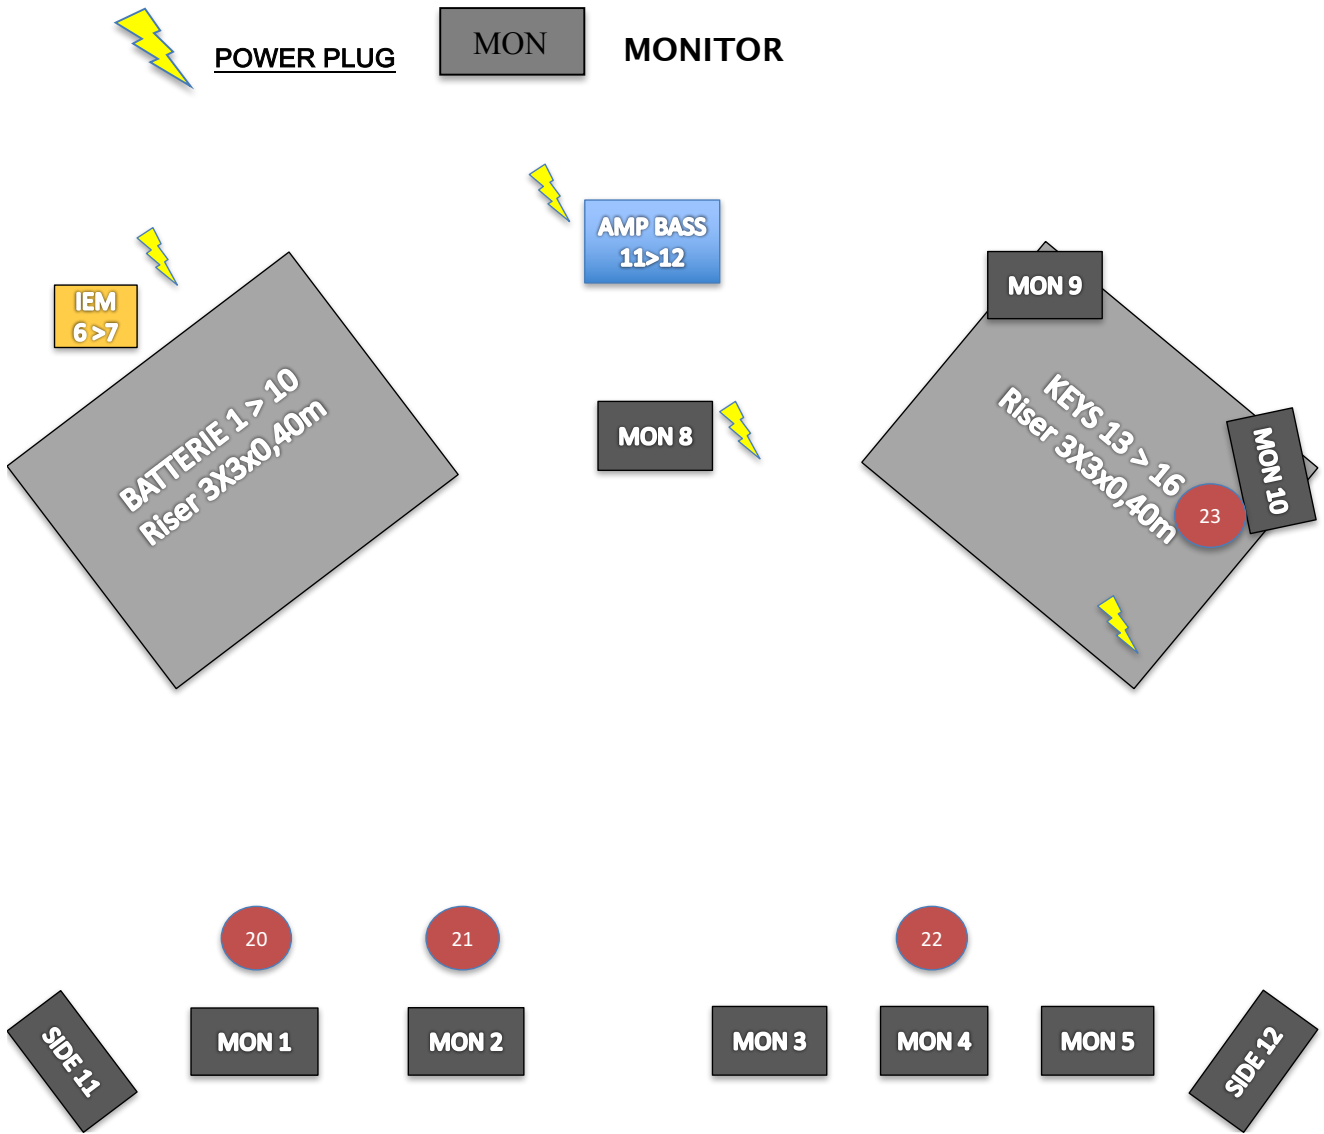 POWER PLUG
MON
MONITOR
AMP BASS
11>12
IEM
6 >7
MON 9
BATTERIE 1 > 10
Riser 3X3x0,40m
MON 8
KEYS 13 > 16
Riser 3X3x0,40m
MON 10
23
20
21
22
SIDE 11
MON 1
MON 2
MON 3
MON 4
MON 5
SIDE 12